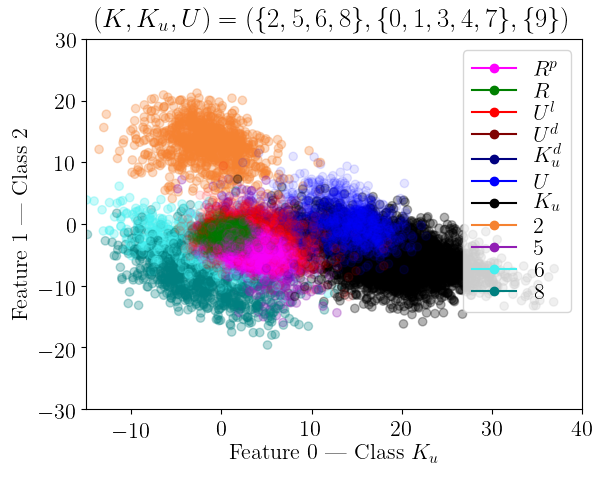 (K, K_u, U) = ({2, 5, 6, 8}, {0, 1, 3, 4, 7}, {9})
30
20
10
0
−10
−20
−30
Feature 1 — Class 2
R^p
R
U^l
U^d
K_u^d
U
K_u
2
5
6
8
−10
0
10
20
30
40
Feature 0 — Class K_u